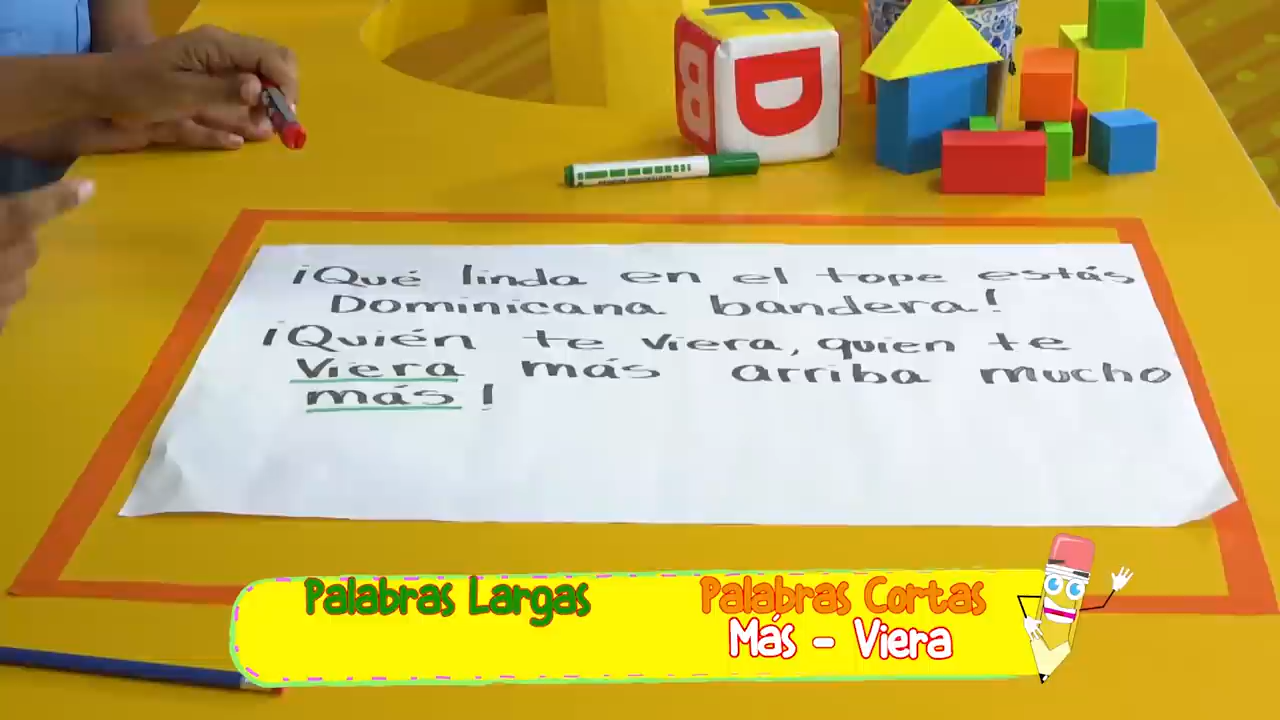 F
B
D
¡Qué linda en el tope estás
Dominicana bandera!
¡Quién te viera, quien te
viera más arriba mucho
más!
Palabras Largas
Palabras Cortas
Más - Viera